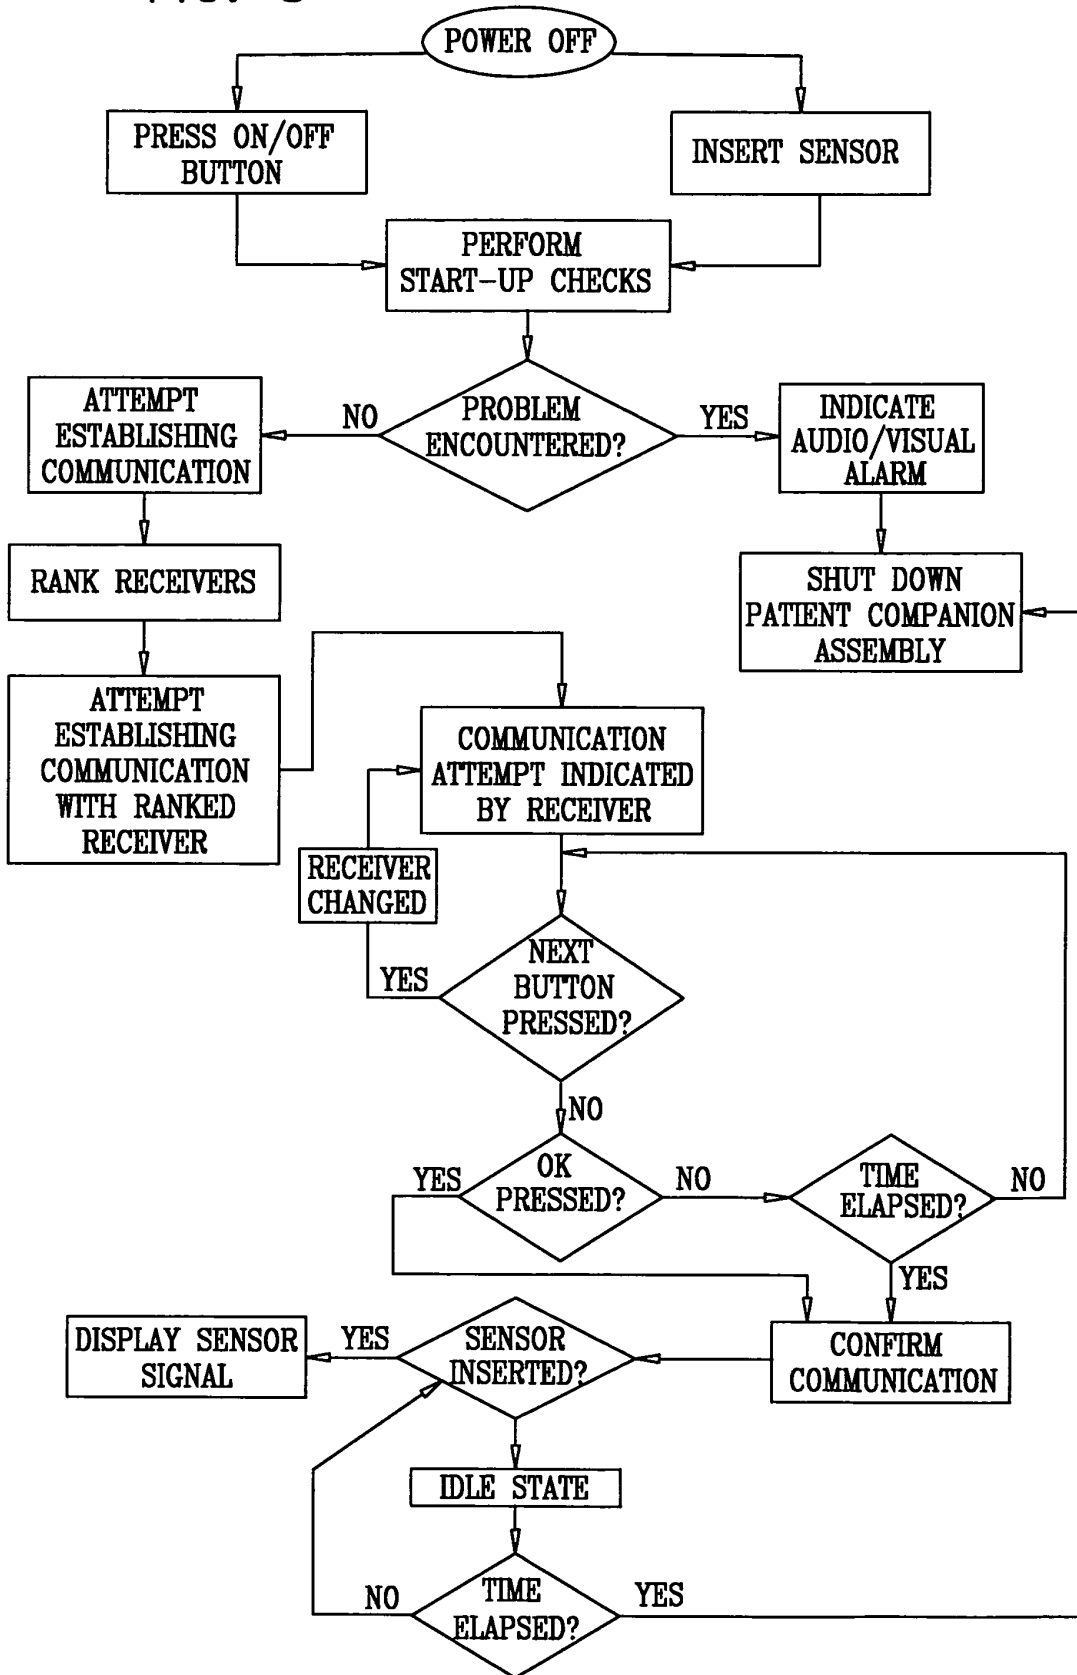 POWER OFF
PRESS ON/OFF
BUTTON
INSERT SENSOR
PERFORM
START-UP CHECKS
ATTEMPT
ESTABLISHING
COMMUNICATION
NO
PROBLEM
ENCOUNTERED?
YES
INDICATE
AUDIO/VISUAL
ALARM
RANK RECEIVERS
SHUT DOWN
PATIENT COMPANION
ASSEMBLY
ATTEMPT
ESTABLISHING
COMMUNICATION
WITH RANKED
RECEIVER
COMMUNICATION
ATTEMPT INDICATED
BY RECEIVER
RECEIVER
CHANGED
YES
NEXT
BUTTON
PRESSED?
NO
YES
OK
PRESSED?
NO
TIME
ELAPSED?
NO
YES
DISPLAY SENSOR
SIGNAL
YES
SENSOR
INSERTED?
CONFIRM
COMMUNICATION
IDLE STATE
NO
TIME
ELAPSED?
YES